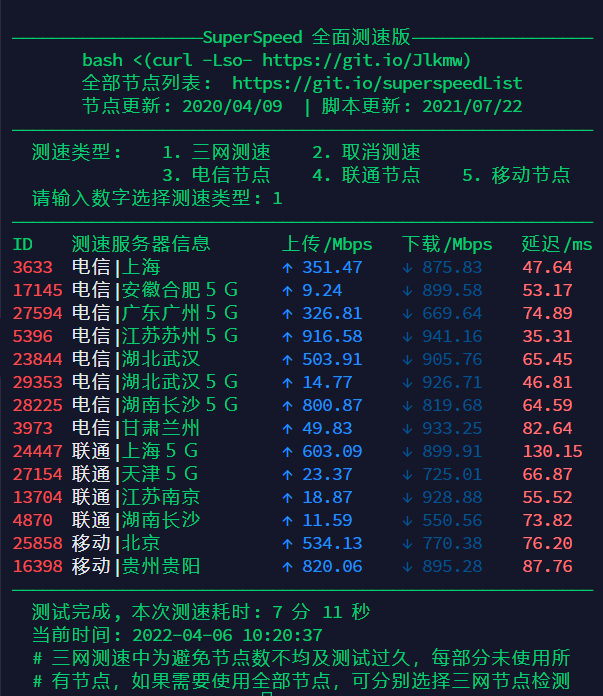 ——————————————————SuperSpeed 全面测速版——————————————————
bash <(curl -Lso- https://git.io/Jlkmw)
全部节点列表: https://git.io/superspeedList
节点更新: 2020/04/09 | 脚本更新: 2021/07/22
测速类型: 1. 三网测速 2. 取消测速
3. 电信节点 4. 联通节点 5. 移动节点
请输入数字选择测速类型: 1
ID 测速服务器信息 上传/Mbps 下载/Mbps 延迟/ms
3633 电信|上海 ↑ 351.47 ↓ 875.83 47.64
17145 电信|安徽合肥５Ｇ ↑ 9.24 ↓ 899.58 53.17
27594 电信|广东广州５Ｇ ↑ 326.81 ↓ 669.64 74.89
5396 电信|江苏苏州５Ｇ ↑ 916.58 ↓ 941.16 35.31
23844 电信|湖北武汉 ↑ 503.91 ↓ 905.76 65.45
29353 电信|湖北武汉５Ｇ ↑ 14.77 ↓ 926.71 46.81
28225 电信|湖南长沙５Ｇ ↑ 800.87 ↓ 819.68 64.59
3973 电信|甘肃兰州 ↑ 49.83 ↓ 933.25 82.64
24447 联通|上海５Ｇ ↑ 603.09 ↓ 899.91 130.15
27154 联通|天津５Ｇ ↑ 23.37 ↓ 725.01 66.87
13704 联通|江苏南京 ↑ 18.87 ↓ 928.88 55.52
4870 联通|湖南长沙 ↑ 11.59 ↓ 550.56 73.82
25858 移动|北京 ↑ 534.13 ↓ 770.38 76.20
16398 移动|贵州贵阳 ↑ 820.06 ↓ 895.28 87.76
测试完成, 本次测速耗时: 7 分 11 秒
当前时间: 2022-04-06 10:20:37
# 三网测速中为避免节点数不均及测试过久，每部分未使用所
# 有节点，如果需要使用全部节点，可分别选择三网节点检测